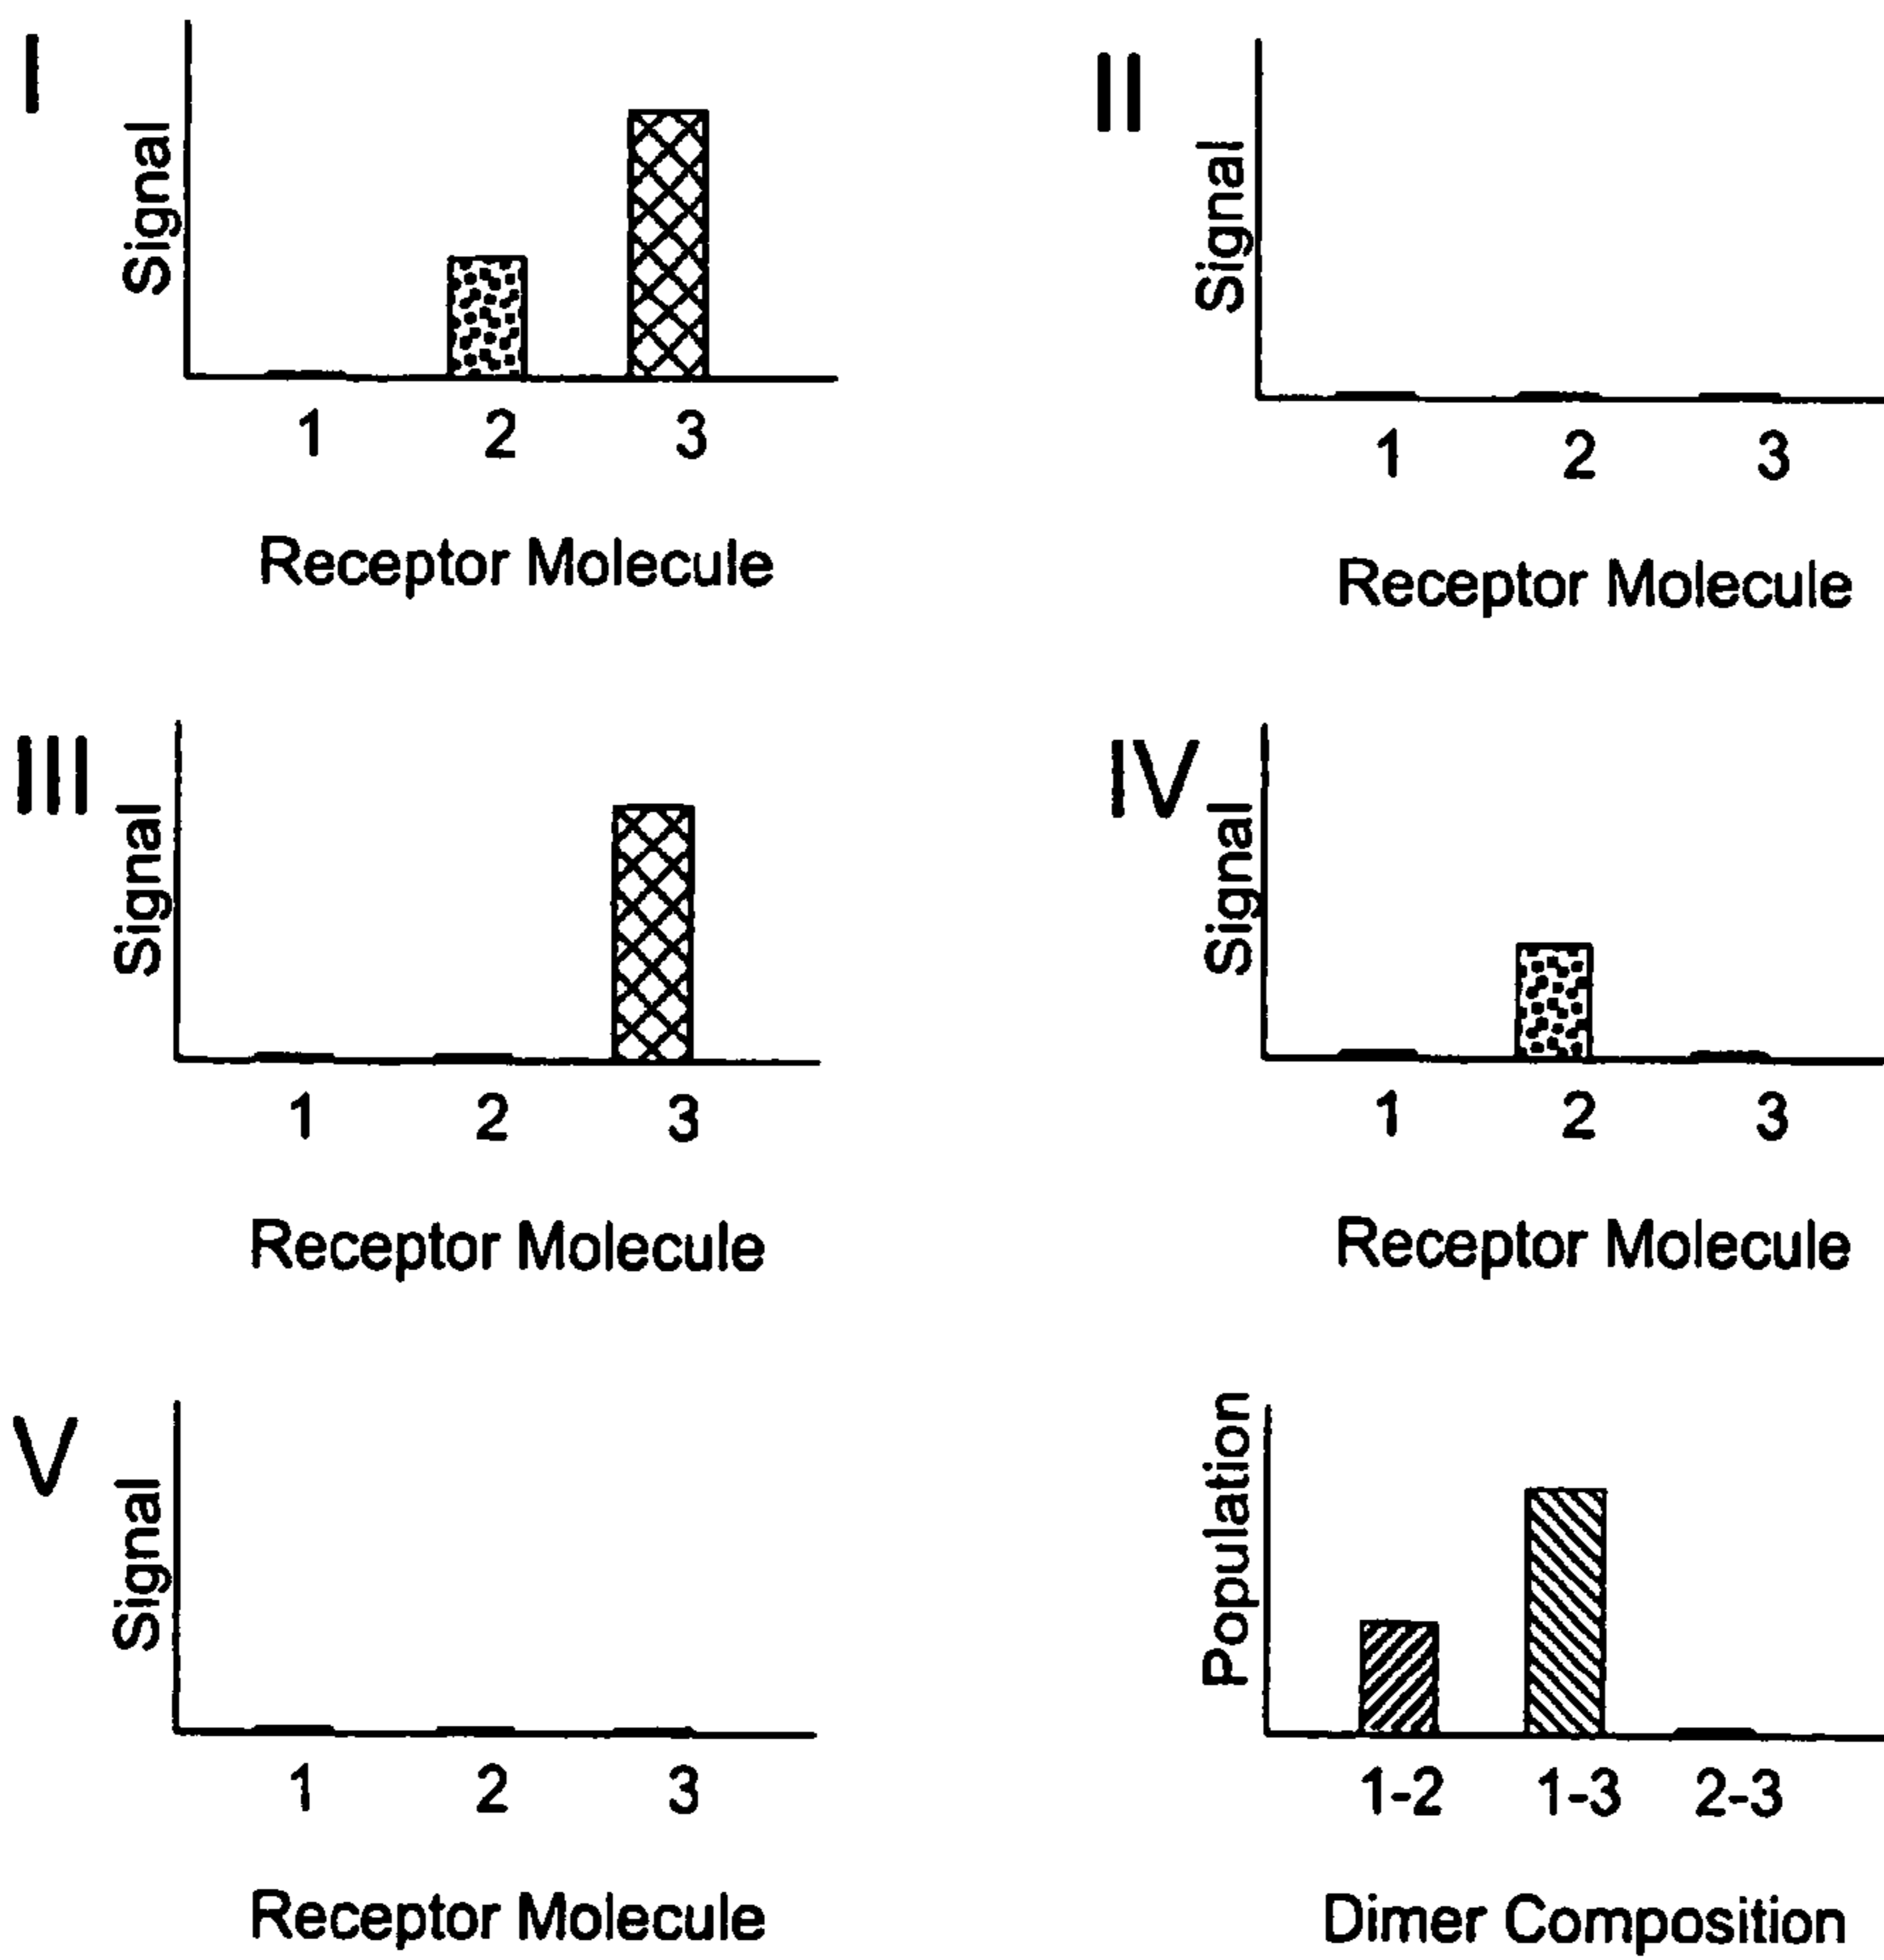 I
Signal
1 2 3
Receptor Molecule
II
Signal
1 2 3
Receptor Molecule
III
Signal
1 2 3
Receptor Molecule
IV
Signal
1 2 3
Receptor Molecule
V
Signal
1 2 3
Receptor Molecule
Population
1-2 1-3 2-3
Dimer Composition